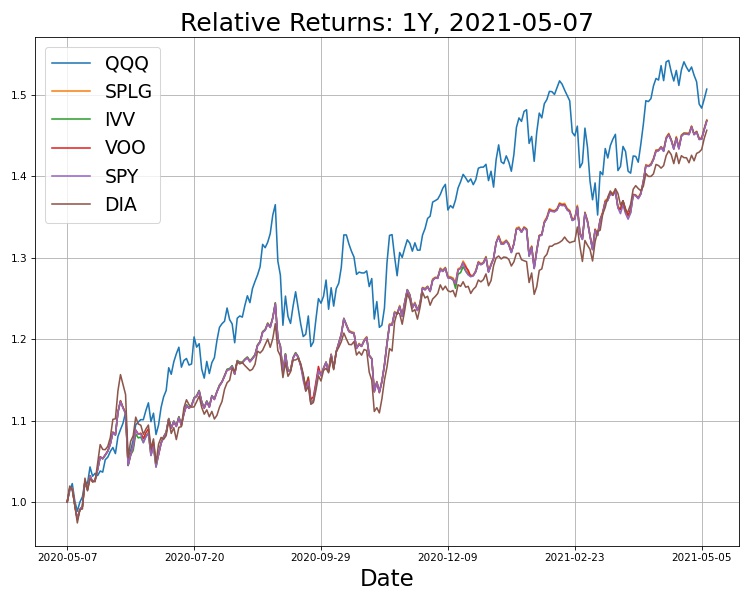 Relative Returns: 1Y, 2021-05-07
QQQ
SPLG
IVV
VOO
SPY
DIA
1.5
1.4
1.3
1.2
1.1
1.0
2020-05-07 2020-07-20 2020-09-29 2020-12-09 2021-02-23 2021-05-05
Date